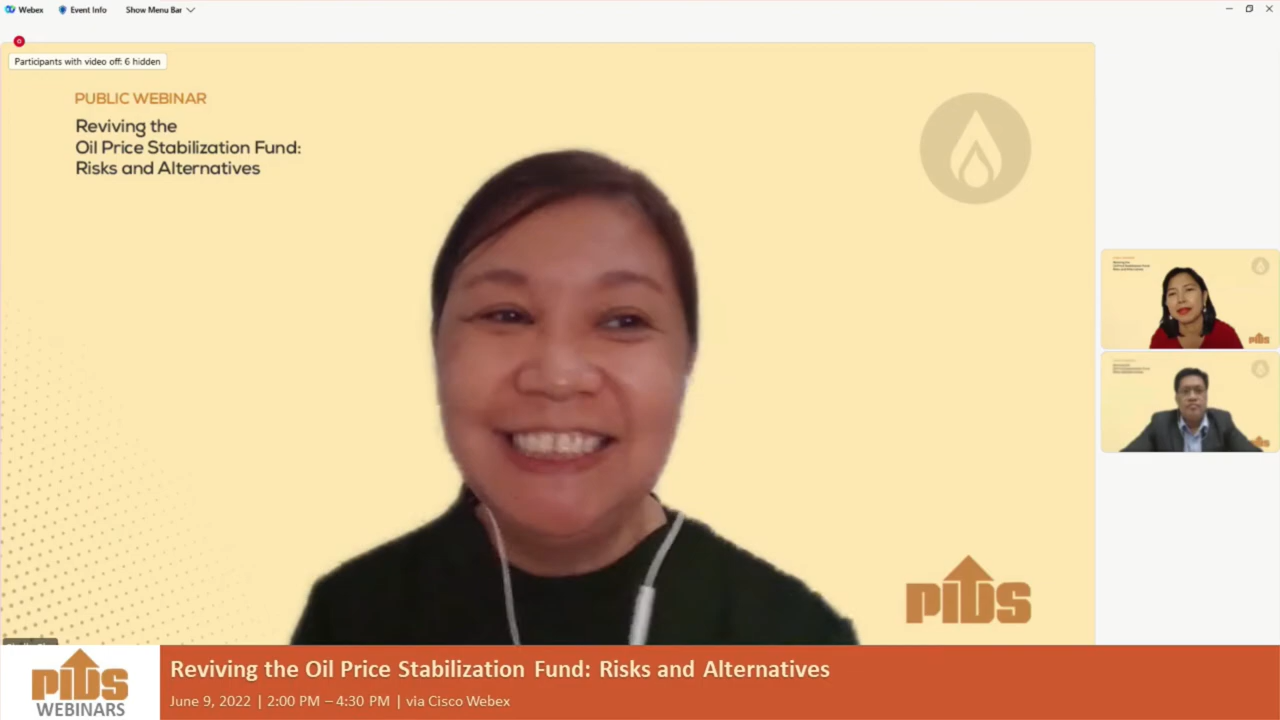 Webex Event Info Show Menu Bar
Participants with video off: 6 hidden
PUBLIC WEBINAR
Reviving the
Oil Price Stabilization Fund:
Risks and Alternatives
PIDS
PIDS
PIDS
PIDS
WEBINARS
Reviving the Oil Price Stabilization Fund: Risks and Alternatives
June 9, 2022 | 2:00 PM – 4:30 PM | via Cisco Webex